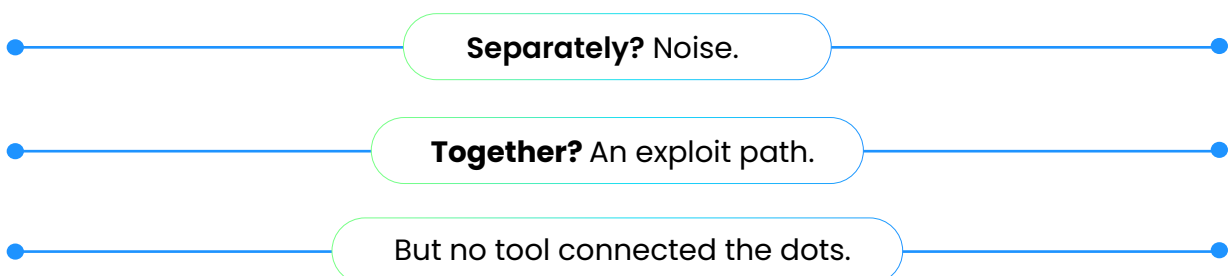 Separately? Noise.
Together? An exploit path.
But no tool connected the dots.